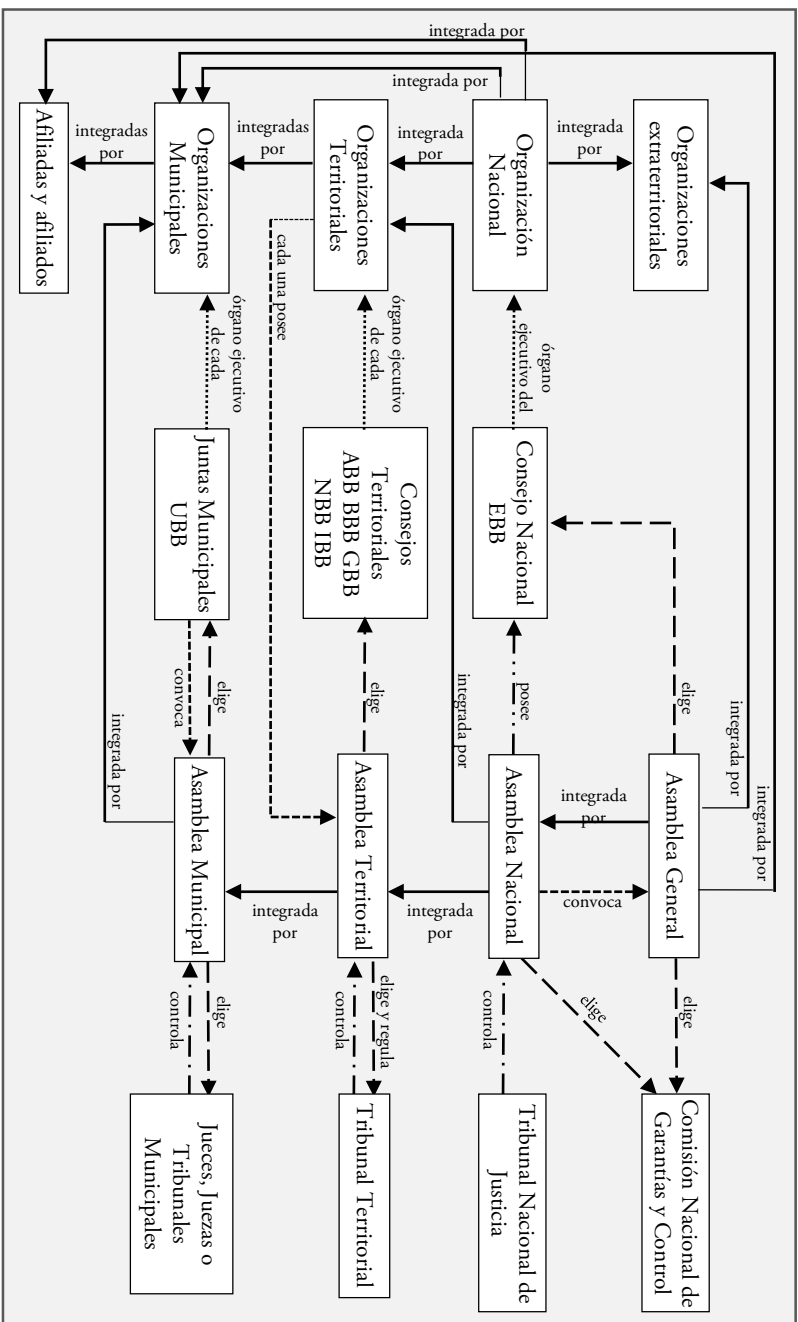 integrada por
integrada por
Afiliadas y afiliados
integradas
por
Organizaciones
Municipales
integradas
por
Organizaciones
Territoriales
integrada
por
Organización
Nacional
integrada
por
Organizaciones
extraterritoriales
cada una posee
órgano ejecutivo
de cada
órgano ejecutivo
de cada
órgano
ejecutivo del
Juntas Municipales
UBB
Consejos
Territoriales
ABB BBB GBB
NBB IBB
Consejo Nacional
EBB
convoca
elige
elige
posee
elige
integrada por
integrada por
integrada por
integrada por
Asamblea Municipal
integrada
por
Asamblea Territorial
integrada
por
Asamblea Nacional
integrada
por
convoca
Asamblea General
controla
elige
controla
elige y regula
controla
elige
elige
Jueces, Juezas o
Tribunales
Municipales
Tribunal Territorial
Tribunal Nacional de
Justicia
Comisión Nacional de
Garantías y Control